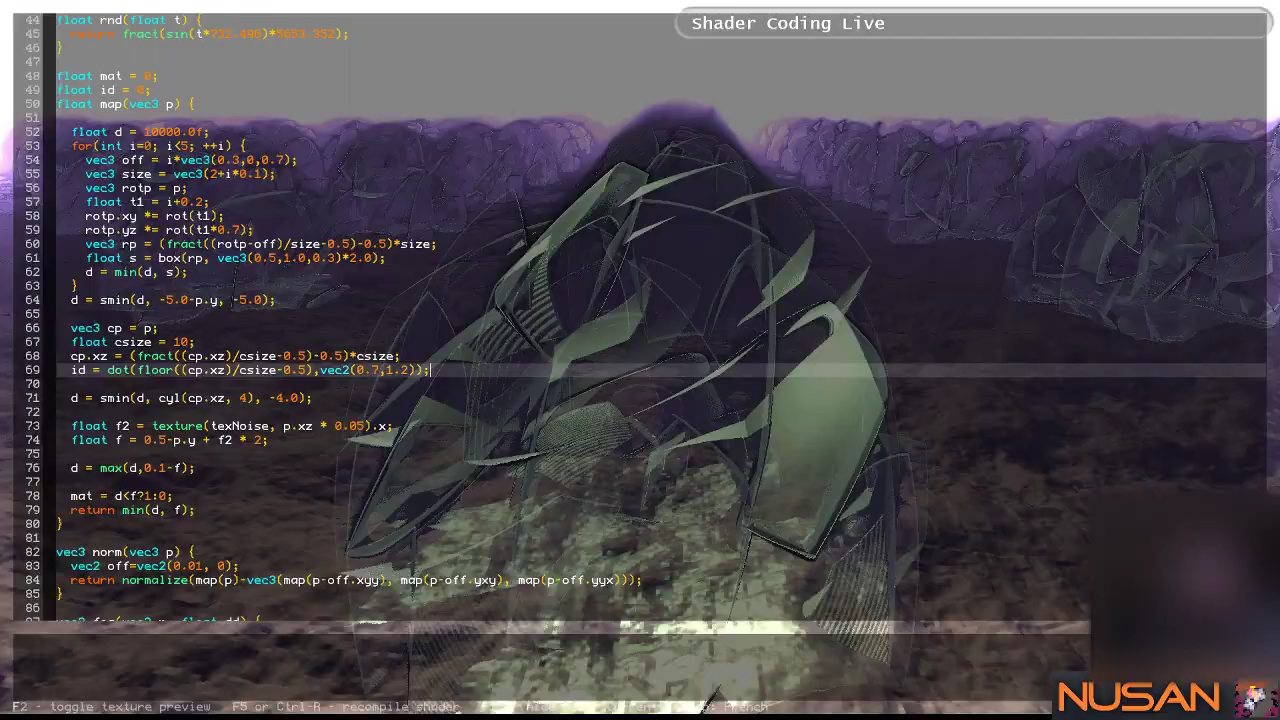 Shader Coding Live
44 float rnd(float t) {
45 return fract(sin(t*732.490)*5653.352);
46 }
47
48 float mat = 0;
49 float id = 0;
50 float map(vec3 p) {
51
52 float d = 10000.0f;
53 for(int i=0; i<5; ++i) {
54 vec3 off = i*vec3(0.3,0,0.7);
55 vec3 size = vec3(2+i*0.1);
56 vec3 rotp = p;
57 float t1 = i+0.2;
58 rotp.xy *= rot(t1);
59 rotp.yz *= rot(t1*0.7);
60 vec3 rp = (fract((rotp-off)/size-0.5)-0.5)*size;
61 float s = box(rp, vec3(0.5,1.0,0.3)*2.0);
62 d = min(d, s);
63 }
64 d = smin(d, -5.0-p.y, -5.0);
65
66 vec3 cp = p;
67 float csize = 10;
68 cp.xz = (fract((cp.xz)/csize-0.5)-0.5)*csize;
69 id = dot(floor((cp.xz)/csize-0.5),vec2(0.7,1.2));
70
71 d = smin(d, cyl(cp.xz, 4), -4.0);
72
73 float f2 = texture(texNoise, p.xz * 0.05).x;
74 float f = 0.5-p.y + f2 * 2;
75
76 d = max(d,0.1-f);
77
78 mat = d<f?1:0;
79 return min(d, f);
80 }
81
82 vec3 norm(vec3 p) {
83 vec2 off=vec2(0.01, 0);
84 return normalize(map(p)-vec3(map(p-off.xyy), map(p-off.yxy), map(p-off.yyx)));
85 }
86
F2 - toggle texture preview F5 or Ctrl-R - recompile shader French
NUSAN